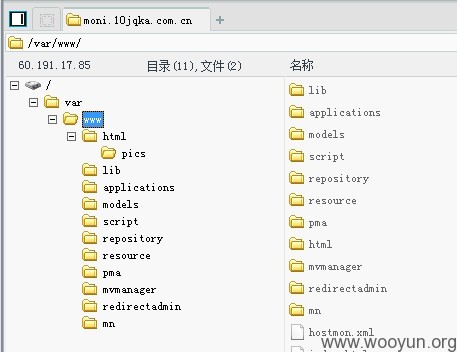 moni.10jqka.com.cn
/var/www/
60.191.17.85 目录(11),文件(2) 名称
/
var
www
html
pics
lib
applications
models
script
repository
resource
pma
mvmanager
redirectadmin
mn
lib
applications
models
script
repository
resource
pma
html
mvmanager
redirectadmin
mn
hostmon.xml
www.wooyun.org